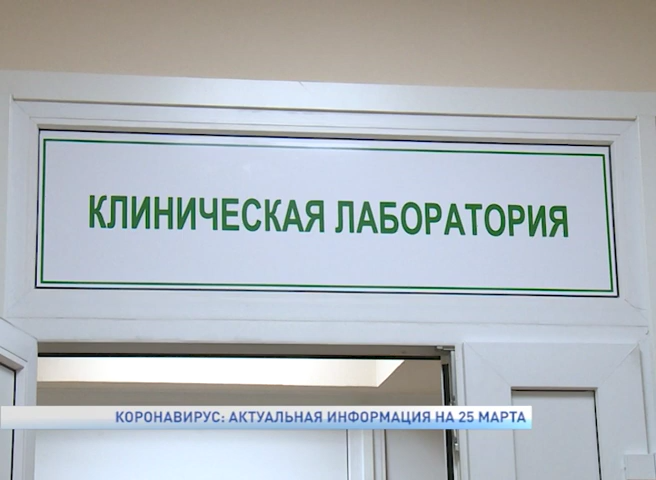 КЛИНИЧЕСКАЯ ЛАБОРАТОРИЯ
КОРОНАВИРУС: АКТУАЛЬНАЯ ИНФОРМАЦИЯ НА 25 МАРТА